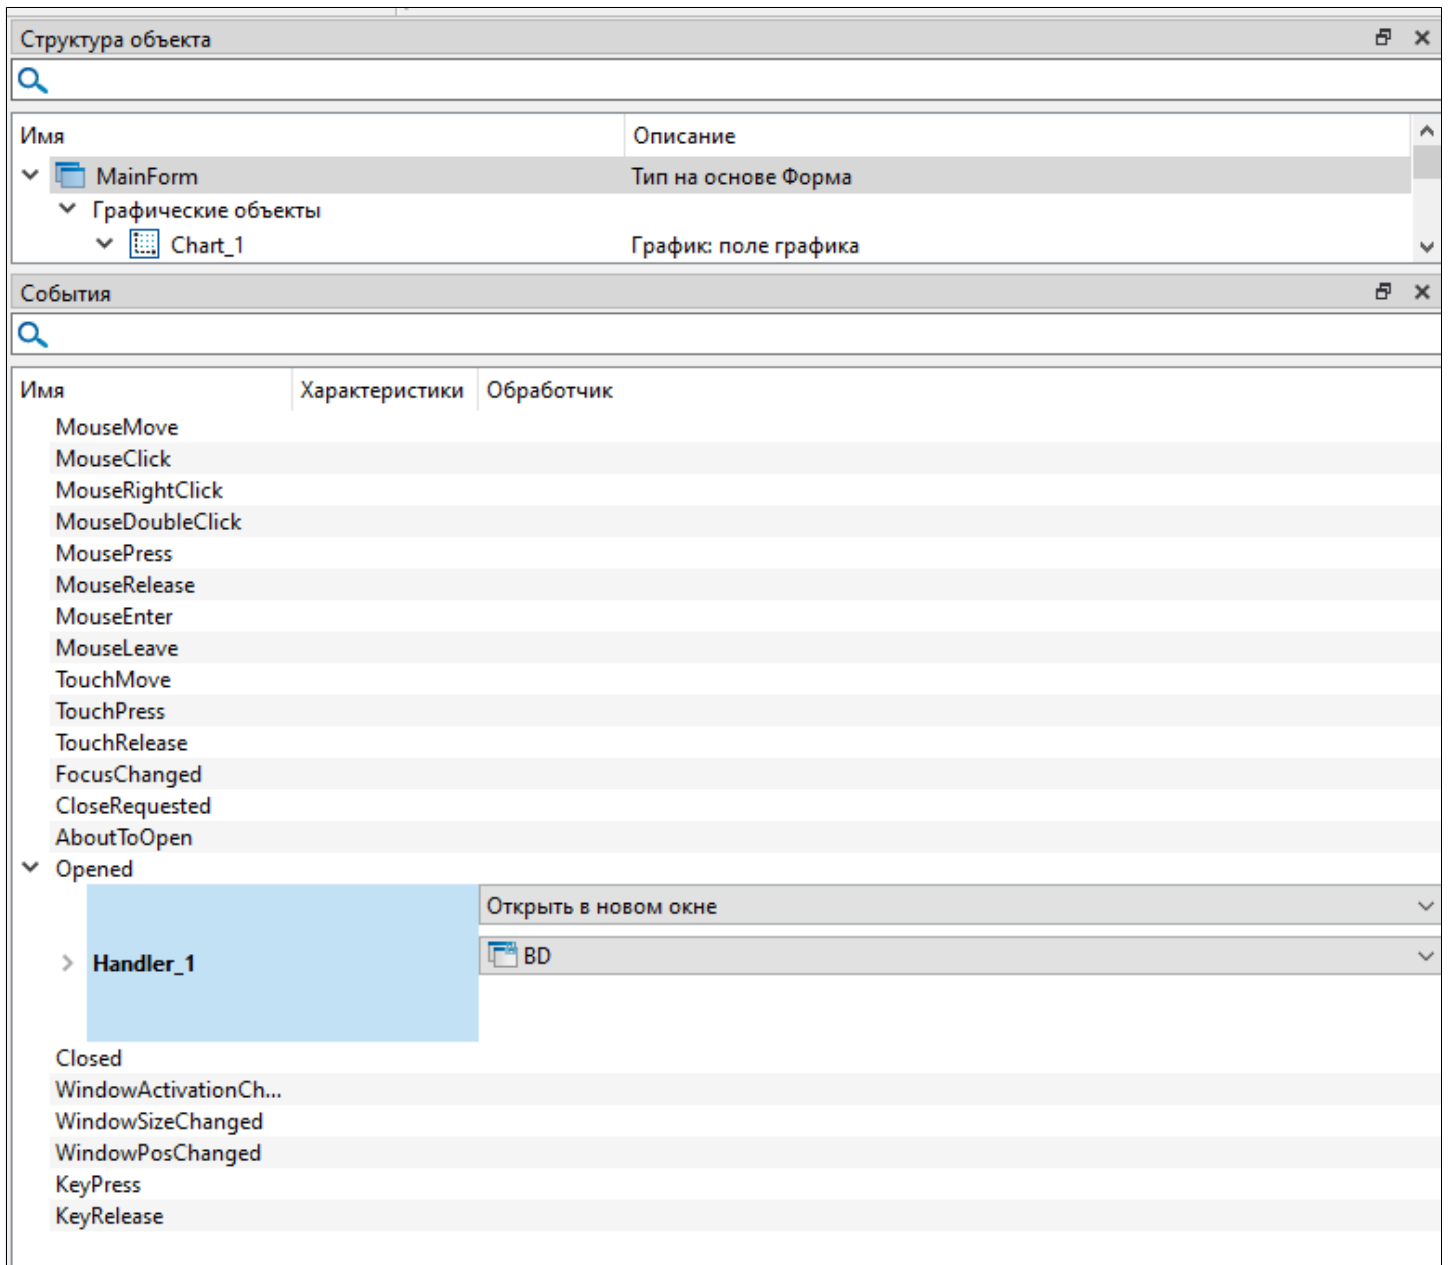 Структура объекта
Имя Описание
MainForm Тип на основе Форма
Графические объекты
Chart_1 График: поле графика
События
Имя Характеристики Обработчик
MouseMove
MouseClick
MouseRightClick
MouseDoubleClick
MousePress
MouseRelease
MouseEnter
MouseLeave
TouchMove
TouchPress
TouchRelease
FocusChanged
CloseRequested
AboutToOpen
Opened
Открыть в новом окне
BD
Handler_1
Closed
WindowActivationCh...
WindowSizeChanged
WindowPosChanged
KeyPress
KeyRelease